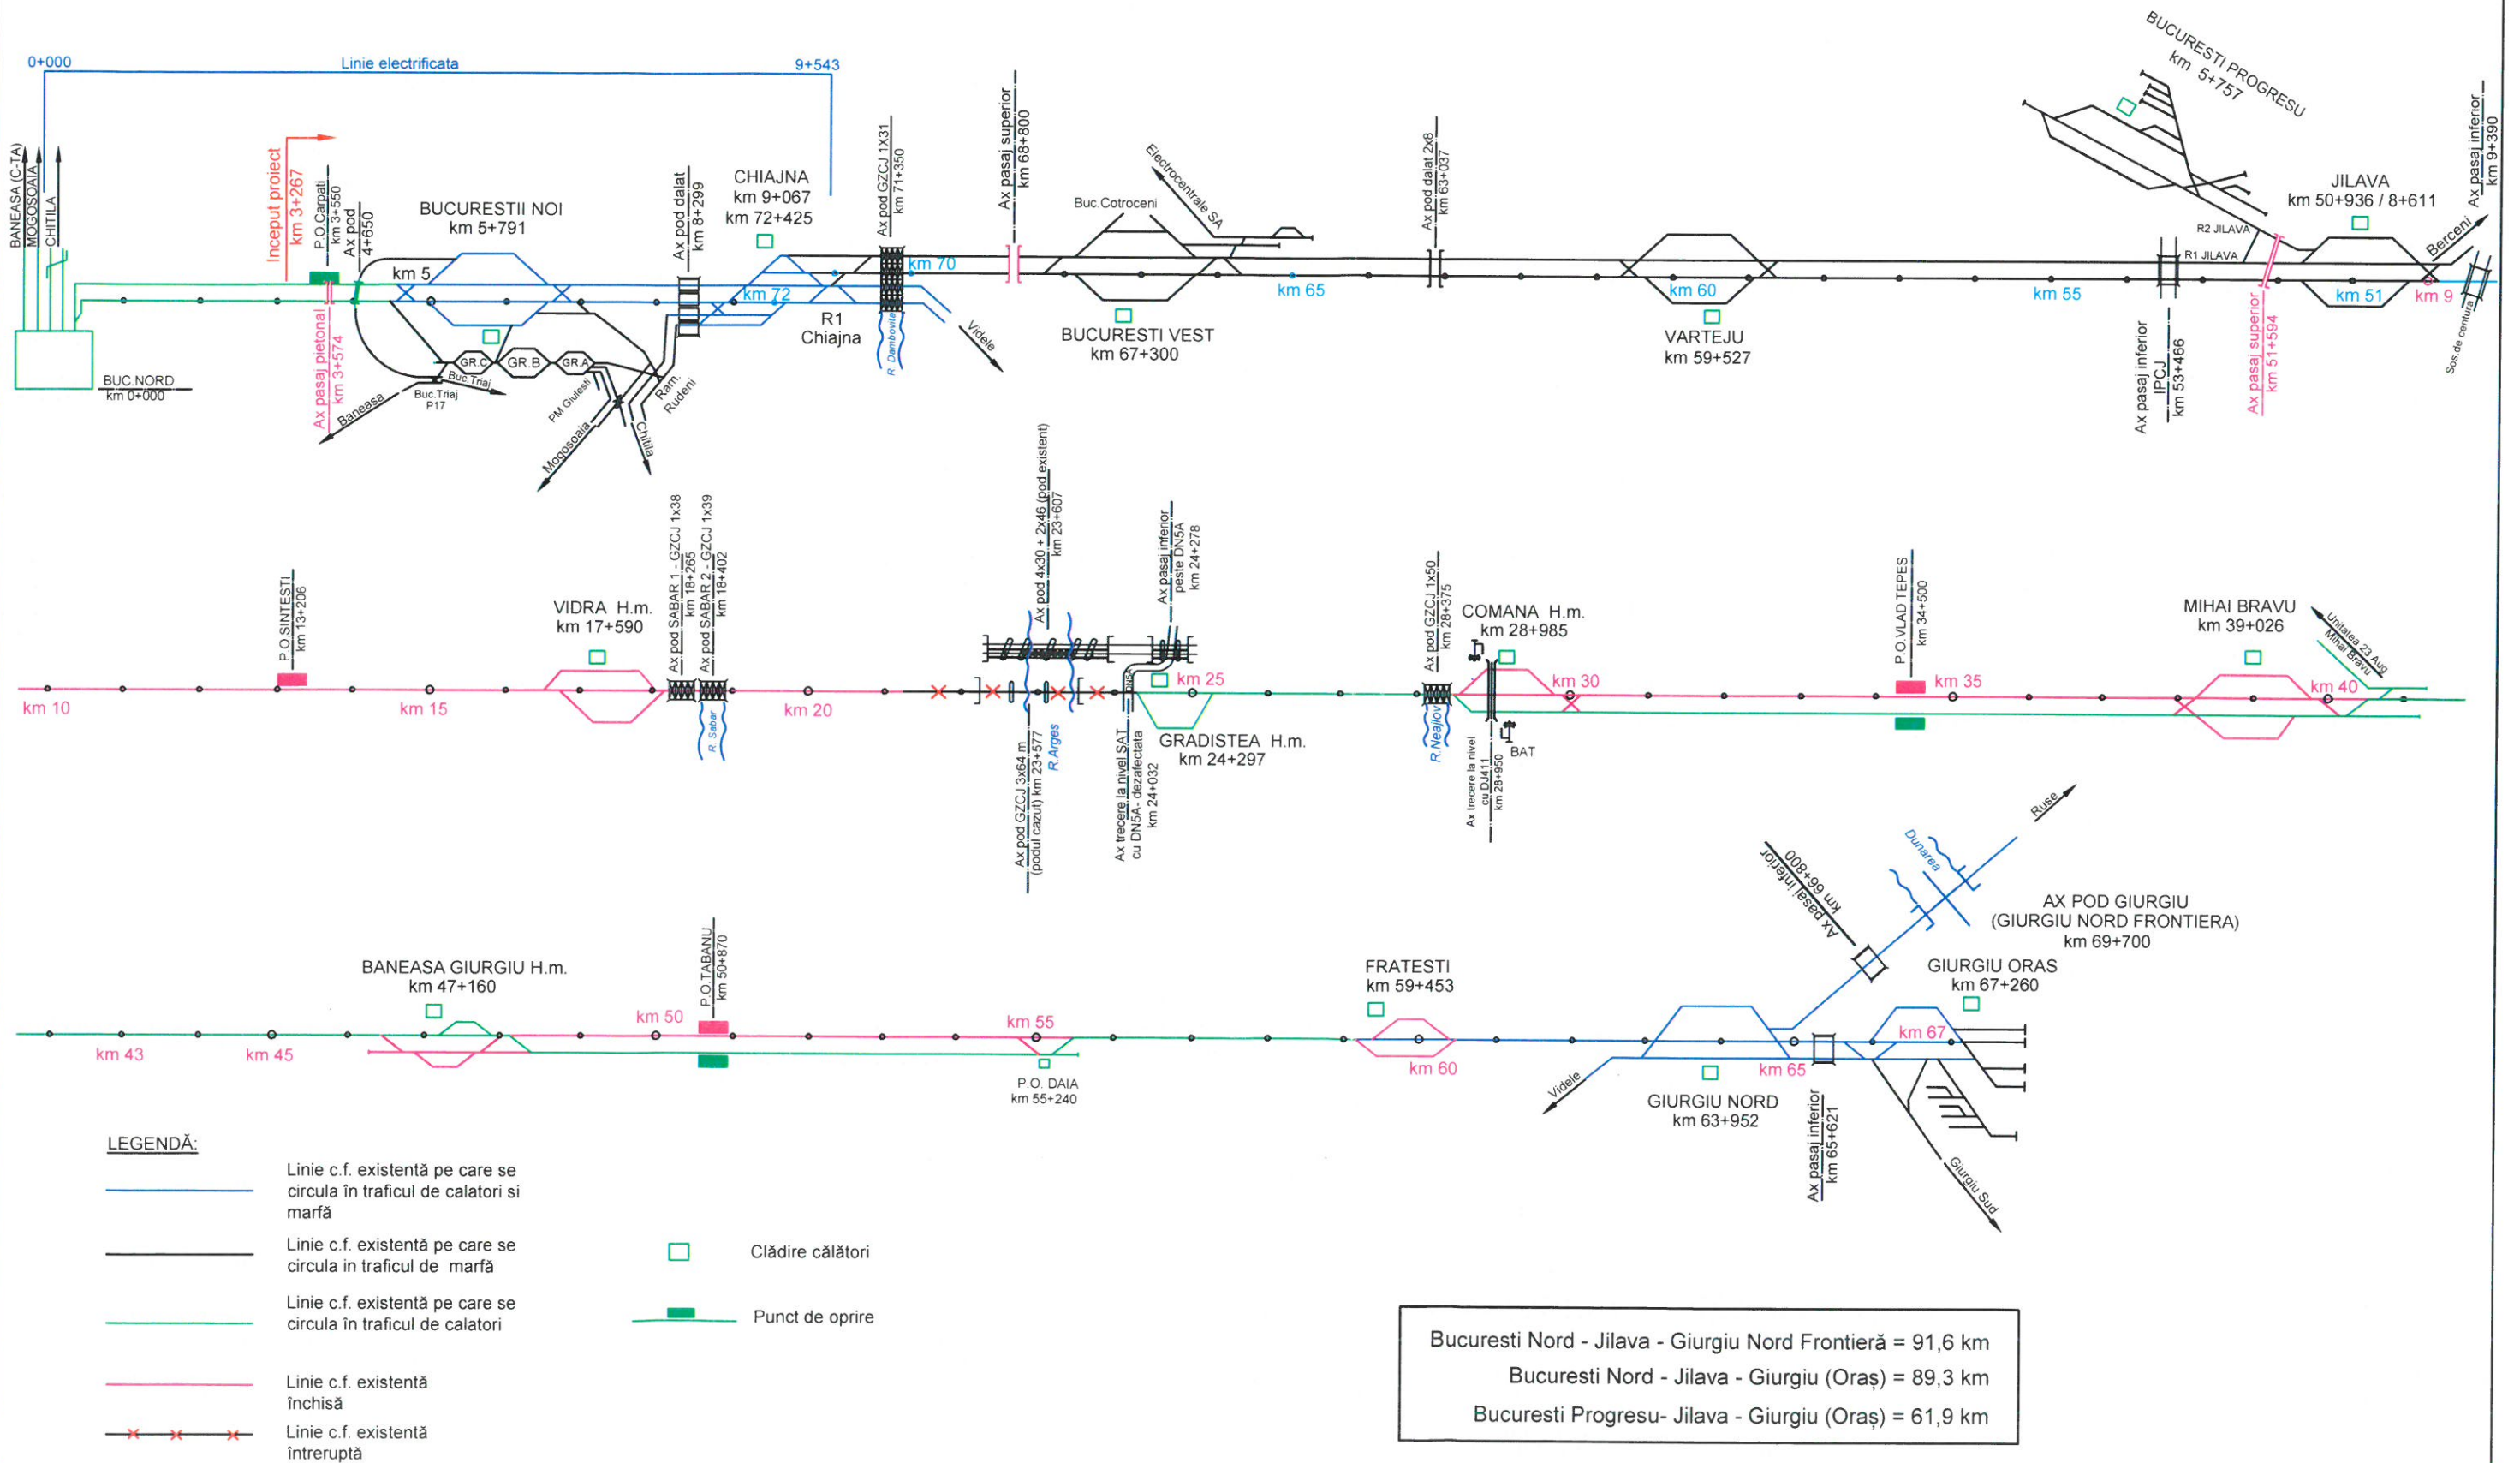 0+000
Linie electrificata
9+543
BANEASA (C-TA)
MOGOSOAIA
CHITILA
Inceput proiect
km 3+267
P.O.Carpati
km 3+550
Ax pod
4+650
BUCURESTII NOI
km 5+791
km 5
Ax pod dalat
km 8+299
CHIAJNA
km 9+067
km 72+425
km 72
R1
Chiajna
Ax pod GZCJ 1X31
km 71+350
R. Dambovita
km 70
Videle
Ax pasaj superior
km 68+800
Buc.Cotroceni
Electrocentrale SA
BUCURESTI VEST
km 67+300
km 65
Ax pod dalat 2x8
km 63+037
km 60
VARTEJU
km 59+527
km 55
Ax pasaj inferior
IPCJ
km 53+466
BUCURESTI PROGRESU
km 5+757
R2 JILAVA
R1 JILAVA
Ax pasaj superior
km 51+594
JILAVA
km 50+936 / 8+611
km 51
km 9
Berceni
Ax pasaj inferior
km 9+390
Sos.de centura
BUC.NORD
km 0+000
Ax pasaj pietonal
km 3+574
Baneasa
Buc.Triaj
P17
Buc.Triaj
GR.C
GR.B
GR.A
PM Giulesti
Mogosoaia
Chitila
Ram.
Rudeni
km 10
P.O.SINTESTI
km 13+206
km 15
VIDRA H.m.
km 17+590
Ax pod SABAR 1 - GZCJ 1x38
km 18+265
Ax pod SABAR 2 - GZCJ 1x39
km 18+402
R. Sabar
km 20
Ax pod 4x30 + 2x46 (pod existent)
km 23+607
Ax pod GZCJ 3x64 m
(podul cazut) km 23+577
R.Arges
Ax pasaj inferior
peste DN5A
km 24+278
DN5A
Ax trecere la nivel SAT
cu DN5A- dezafectata
km 24+032
km 25
GRADISTEA H.m.
km 24+297
Ax pod GZCJ 1x50
km 28+375
R.Neajlov
COMANA H.m.
km 28+985
Ax trecere la nivel
cu DJ411
km 28+950
BAT
km 30
P.O.VLAD TEPES
km 34+500
km 35
MIHAI BRAVU
km 39+026
km 40
Unitatea 23 Aug
Mihai Bravu
km 43
km 45
BANEASA GIURGIU H.m.
km 47+160
km 50
P.O.TABANU
km 50+870
km 55
P.O. DAIA
km 55+240
FRATESTI
km 59+453
km 60
Videle
GIURGIU NORD
km 63+952
km 65
Ax pasaj inferior
km 65+621
Ax pasaj inferior
km 66+800
Dunarea
Ruse
AX POD GIURGIU
(GIURGIU NORD FRONTIERA)
km 69+700
GIURGIU ORAS
km 67+260
km 67
Giurgiu Sud
LEGENDĂ:
Linie c.f. existentă pe care se
circula în traficul de calatori si
marfă
Linie c.f. existentă pe care se
circula in traficul de marfă
Linie c.f. existentă pe care se
circula în traficul de calatori
Linie c.f. existentă
închisă
Linie c.f. existentă
întreruptă
Clădire călători
Punct de oprire
Bucuresti Nord - Jilava - Giurgiu Nord Frontieră = 91,6 km
Bucuresti Nord - Jilava - Giurgiu (Oraș) = 89,3 km
Bucuresti Progresu- Jilava - Giurgiu (Oraș) = 61,9 km